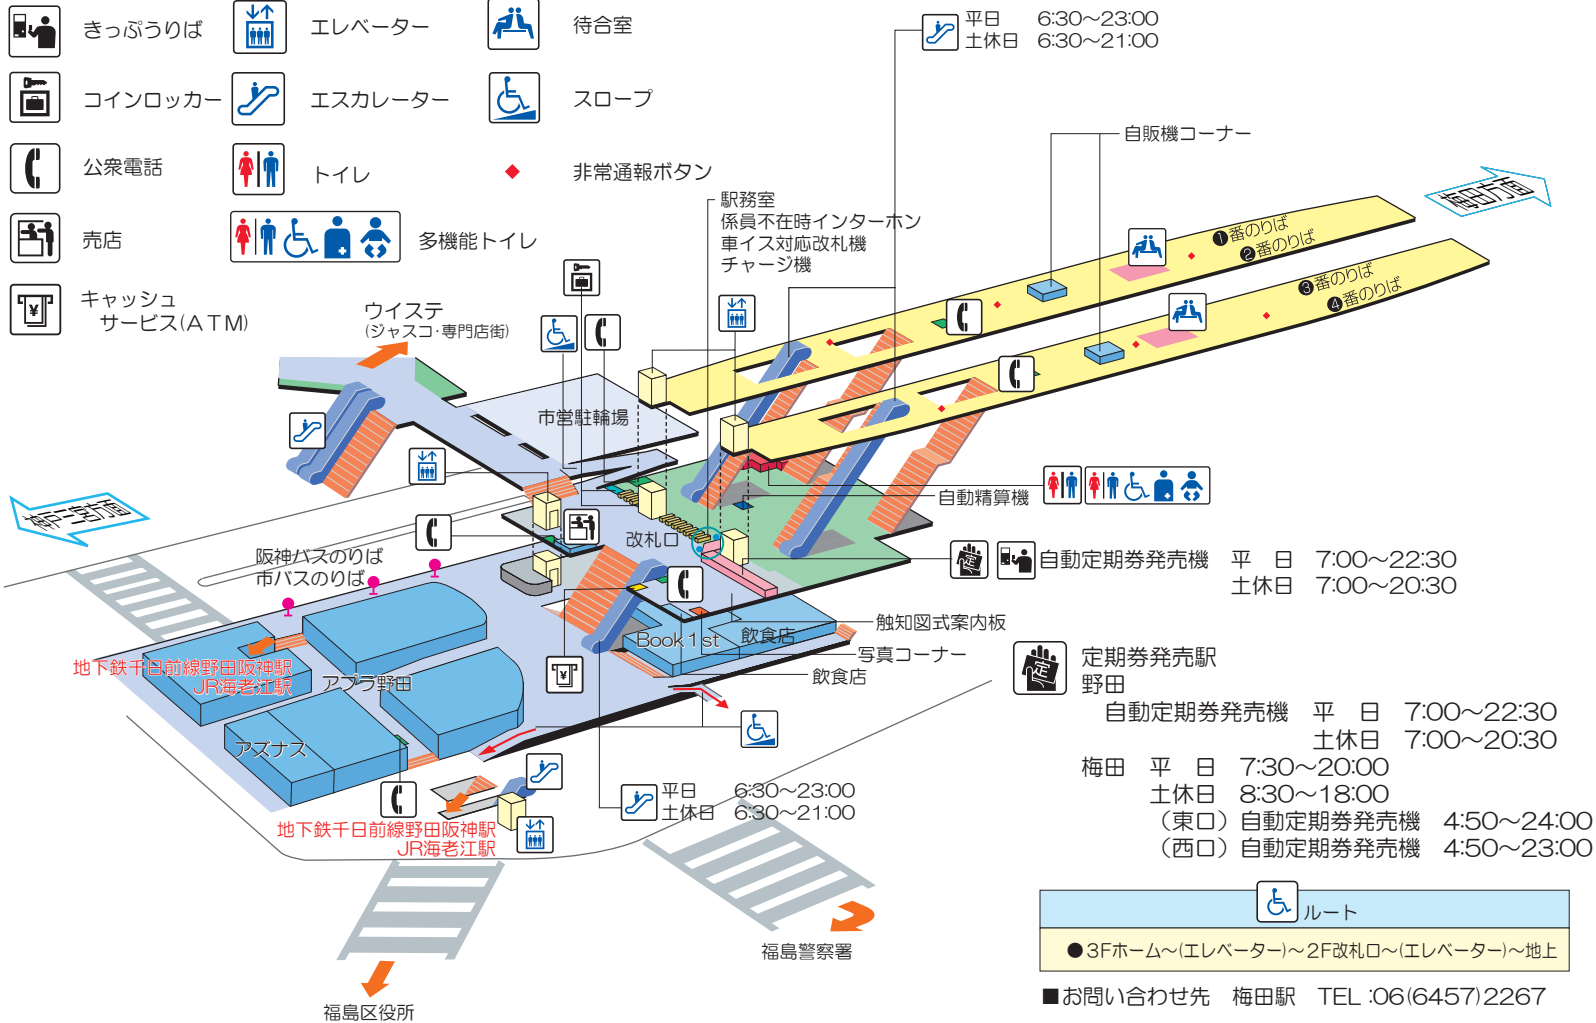 きっぷうりば
エレベーター
待合室
コインロッカー
エスカレーター
スロープ
公衆電話
トイレ
非常通報ボタン
売店
多機能トイレ
キャッシュ
サービス(ATM)
平日 6:30〜23:00
土休日 6:30〜21:00
自販機コーナー
梅田方面
駅務室
係員不在時インターホン
車イス対応改札機
チャージ機
❶番のりば
❷番のりば
❸番のりば
❹番のりば
ウイステ
(ジャスコ・専門店街)
市営駐輪場
自動精算機
改札口
阪神バスのりば
市バスのりば
定
自動定期券発売機 平 日 7:00〜22:30
土休日 7:00〜20:30
触知図式案内板
Book 1st
飲食店
写真コーナー
飲食店
地下鉄千日前線野田阪神駅
JR海老江駅
アプラ野田
アズナス
¥
定
定期券発売駅
野田
自動定期券発売機 平 日 7:00〜22:30
土休日 7:00〜20:30
梅田 平 日 7:30〜20:00
土休日 8:30〜18:00
(東口)自動定期券発売機 4:50〜24:00
(西口)自動定期券発売機 4:50〜23:00
平日 6:30〜23:00
土休日 6:30〜21:00
地下鉄千日前線野田阪神駅
JR海老江駅
福島警察署
福島区役所
ルート
●3Fホーム〜(エレベーター)〜2F改札口〜(エレベーター)〜地上
■お問い合わせ先 梅田駅 TEL:06(6457)2267